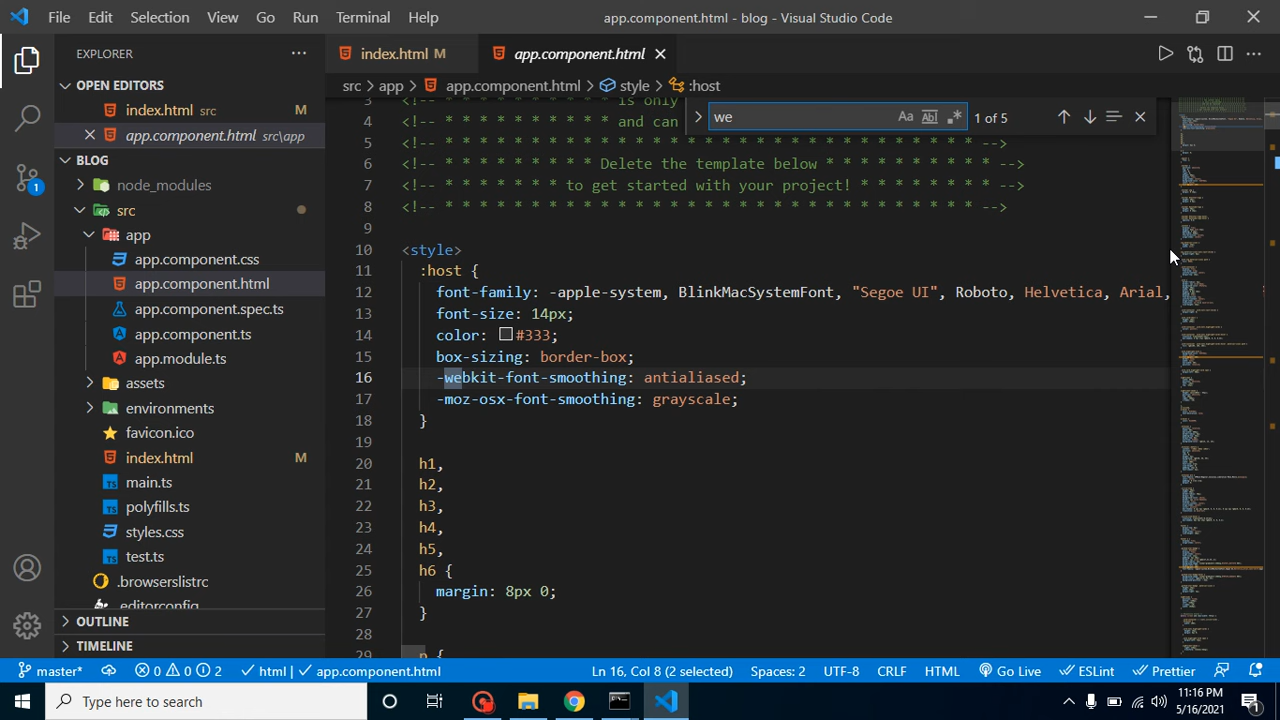 File Edit Selection View Go Run Terminal Help app.component.html - blog - Visual Studio Code
EXPLORER
OPEN EDITORS
index.html src M
app.component.html src\app
BLOG
node_modules
src
app
app.component.css
app.component.html
app.component.spec.ts
app.component.ts
app.module.ts
assets
environments
favicon.ico
index.html M
main.ts
polyfills.ts
styles.css
test.ts
.browserslistrc
.editorconfig
OUTLINE
TIMELINE
1
index.html M app.component.html
src > app > app.component.html > style > :host
we Aa Ab 1 of 5
3 <!-- * * * * * * * * * is only
4 <!-- * * * * * * * * * and can
5 <!-- * * * * * * * * * * * * * * * * * * * * * * * * * * * * * * * -->
6 <!-- * * * * * * * * * Delete the template below * * * * * * * * * * -->
7 <!-- * * * * * * * to get started with your project! * * * * * * * * -->
8 <!-- * * * * * * * * * * * * * * * * * * * * * * * * * * * * * * * -->
9
10 <style>
11 :host {
12 font-family: -apple-system, BlinkMacSystemFont, "Segoe UI", Roboto, Helvetica, Arial,
13 font-size: 14px;
14 color: #333;
15 box-sizing: border-box;
16 -webkit-font-smoothing: antialiased;
17 -moz-osx-font-smoothing: grayscale;
18 }
19
20 h1,
21 h2,
22 h3,
23 h4,
24 h5,
25 h6 {
26 margin: 8px 0;
27 }
28
29 p {
master* 0 0 2 html | app.component.html Ln 16, Col 8 (2 selected) Spaces: 2 UTF-8 CRLF HTML Go Live ESLint Prettier
Type here to search
11:16 PM
5/16/2021
1